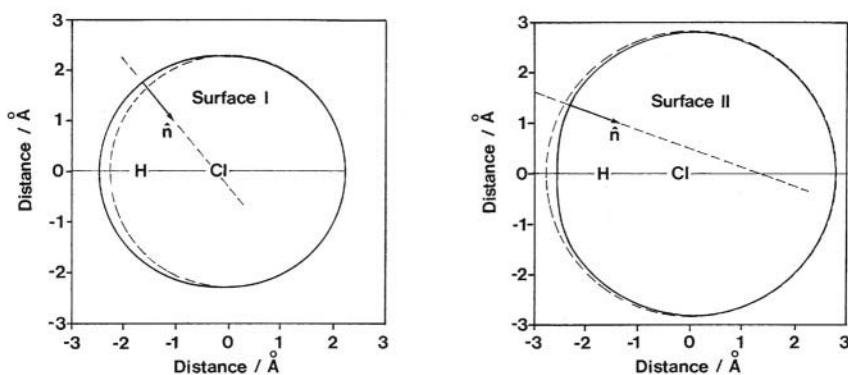 3
2
1
0
-1
-2
-3
Distance / Å
Surface I
n̂
H
Cl
-3
-2
-1
0
1
2
3
Distance / Å
3
2
1
0
-1
-2
-3
Distance / Å
Surface II
n̂
H
Cl
-3
-2
-1
0
1
2
3
Distance / Å